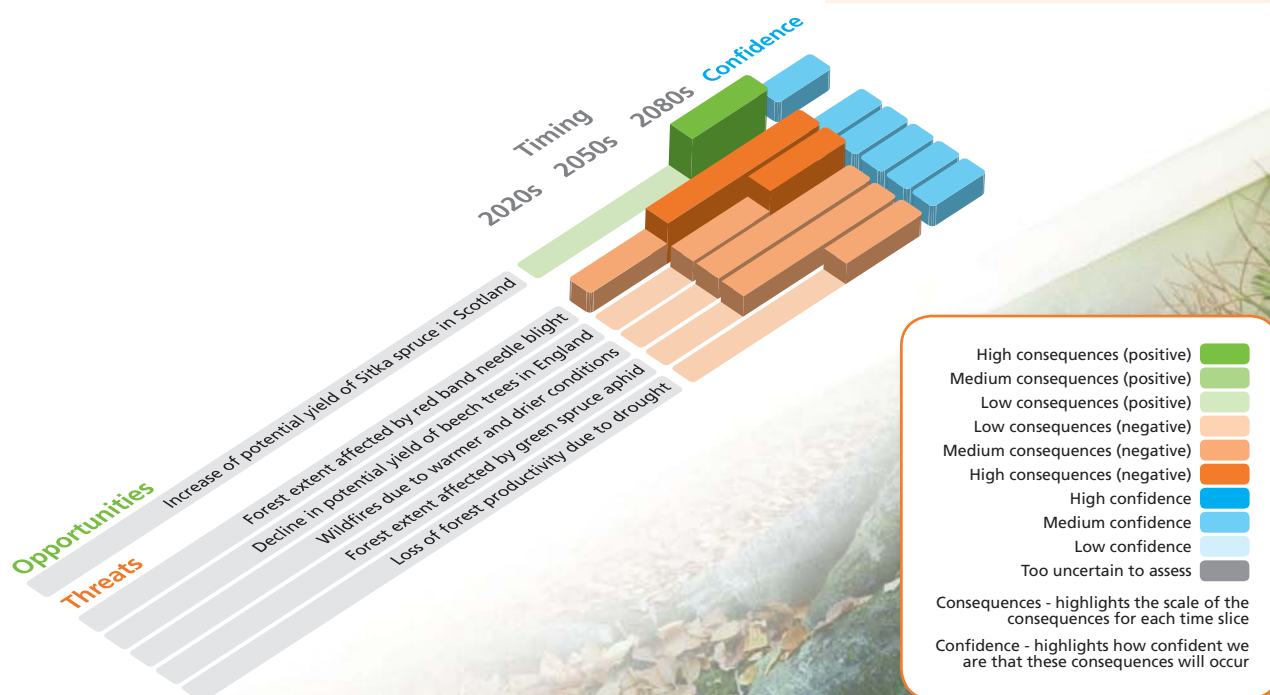 Confidence
Timing
2020s
2050s
2080s
Opportunities
Increase of potential yield of Sitka spruce in Scotland
Threats
Forest extent affected by red band needle blight
Decline in potential yield of beech trees in England
Wildfires due to warmer and drier conditions
Forest extent affected by green spruce aphid
Loss of forest productivity due to drought
High consequences (positive)
Medium consequences (positive)
Low consequences (positive)
Low consequences (negative)
Medium consequences (negative)
High consequences (negative)
High confidence
Medium confidence
Low confidence
Too uncertain to assess
Consequences - highlights the scale of the
consequences for each time slice
Confidence - highlights how confident we
are that these consequences will occur